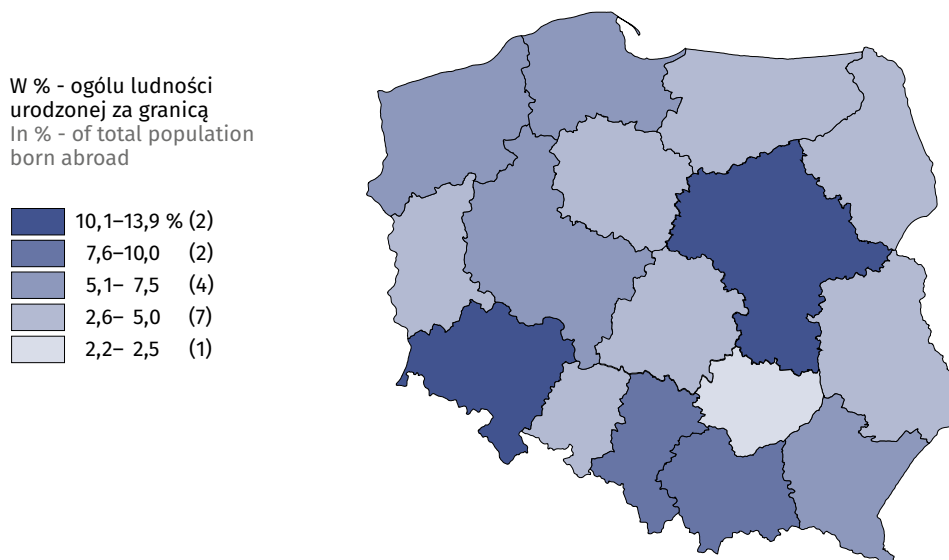 W % - ogólu ludności
urodzonej za granicą
In % - of total population
born abroad
10,1–13,9 % (2)
7,6–10,0 (2)
5,1– 7,5 (4)
2,6– 5,0 (7)
2,2– 2,5 (1)